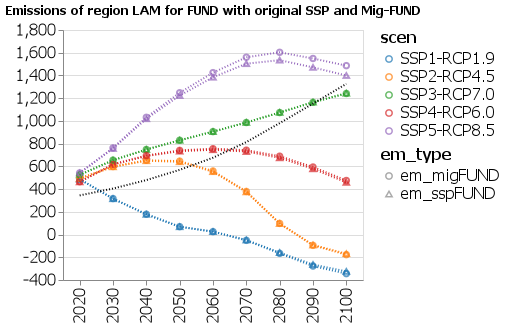 Emissions of region LAM for FUND with original SSP and Mig-FUND
1,800
1,600
1,400
1,200
1,000
800
600
400
200
0
-200
-400
2020
2030
2040
2050
2060
2070
2080
2090
2100
scen
SSP1-RCP1.9
SSP2-RCP4.5
SSP3-RCP7.0
SSP4-RCP6.0
SSP5-RCP8.5
em_type
em_migFUND
em_sspFUND